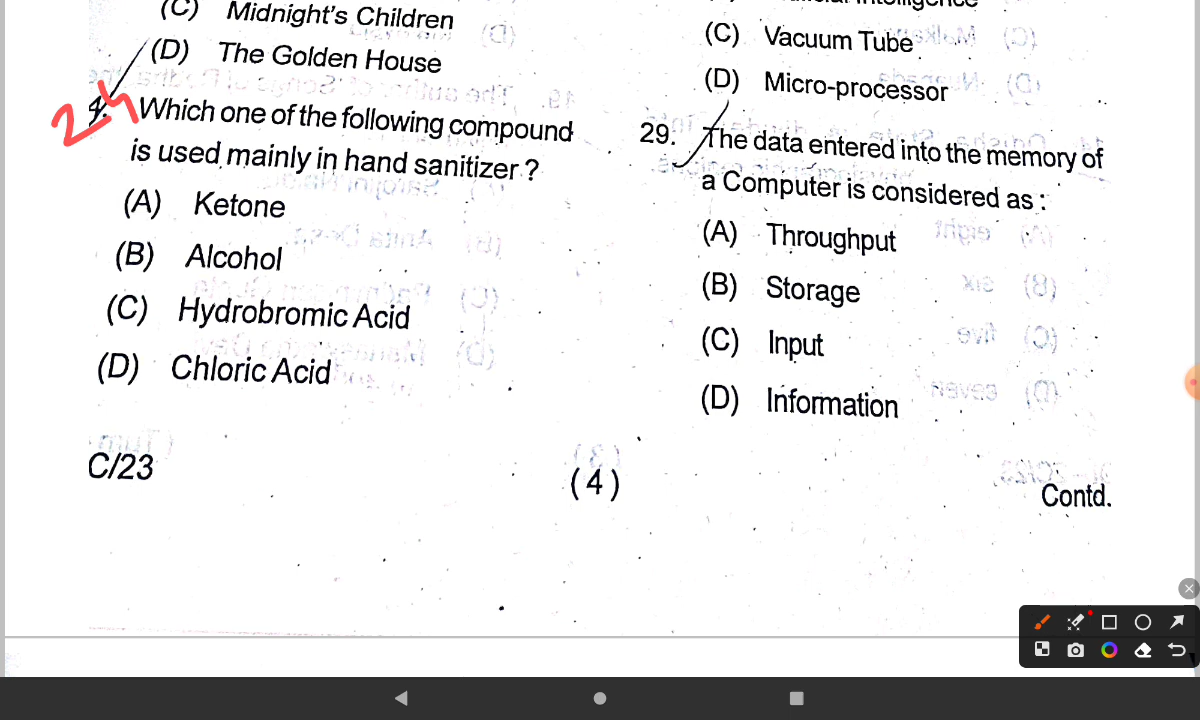 (C) Midnight's Children
(D) The Golden House
24
4. Which one of the following compound
is used mainly in hand sanitizer ?
(A) Ketone
(B) Alcohol
(C) Hydrobromic Acid
(D) Chloric Acid
C/23
(4)
(C) Vacuum Tube
(D) Micro-processor
29. The data entered into the memory of
a Computer is considered as :
(A) Throughput
(B) Storage
(C) Input
(D) Information
Contd.